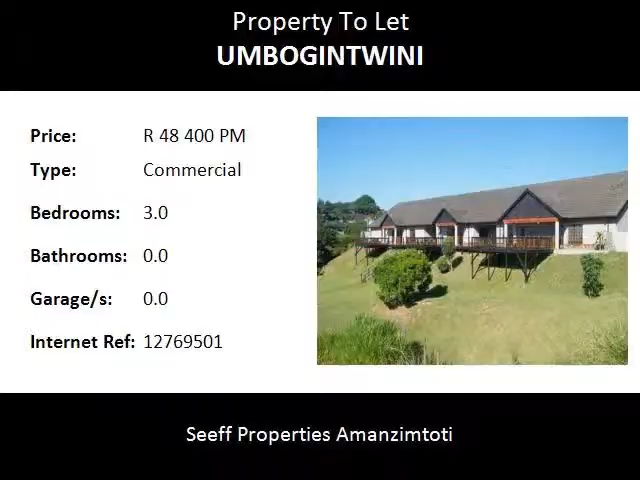 Property To Let
UMBOGINTWINI
Price: R 48 400 PM
Type: Commercial
Bedrooms: 3.0
Bathrooms: 0.0
Garage/s: 0.0
Internet Ref: 12769501
Seeff Properties Amanzimtoti